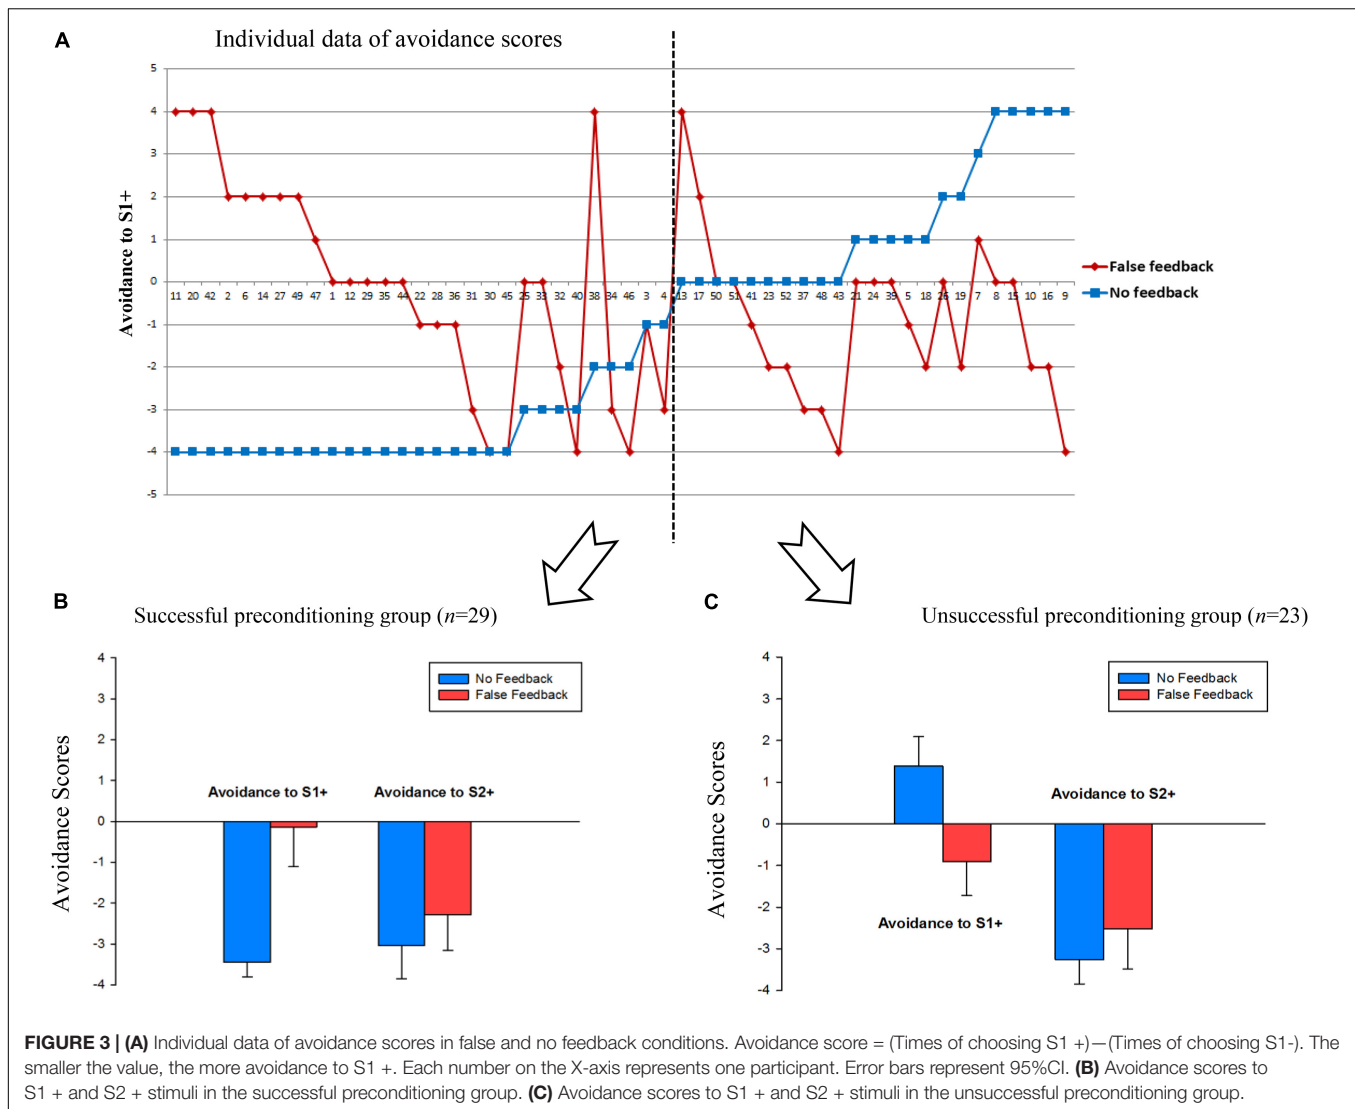 A
Individual data of avoidance scores
5
4
3
2
1
0
-1
-2
-3
-4
-5
Avoidance to S1+
11 20 42 2 6 14 27 49 47 1 12 29 35 44 22 28 36 31 30 45 25 33 32 40 38 34 46 3 4 13 17 50 51 41 23 52 37 48 43 21 24 39 5 18 26 19 7 8 15 10 16 9
False feedback
No feedback
B
Successful preconditioning group (n=29)
4
3
2
1
0
-1
-2
-3
-4
Avoidance Scores
No Feedback
False Feedback
Avoidance to S1+
Avoidance to S2+
C
Unsuccessful preconditioning group (n=23)
4
3
2
1
0
-1
-2
-3
-4
Avoidance Scores
No Feedback
False Feedback
Avoidance to S2+
Avoidance to S1+
FIGURE 3 | (A) Individual data of avoidance scores in false and no feedback conditions. Avoidance score = (Times of choosing S1 +)—(Times of choosing S1-). The
smaller the value, the more avoidance to S1 +. Each number on the X-axis represents one participant. Error bars represent 95%CI. (B) Avoidance scores to
S1 + and S2 + stimuli in the successful preconditioning group. (C) Avoidance scores to S1 + and S2 + stimuli in the unsuccessful preconditioning group.